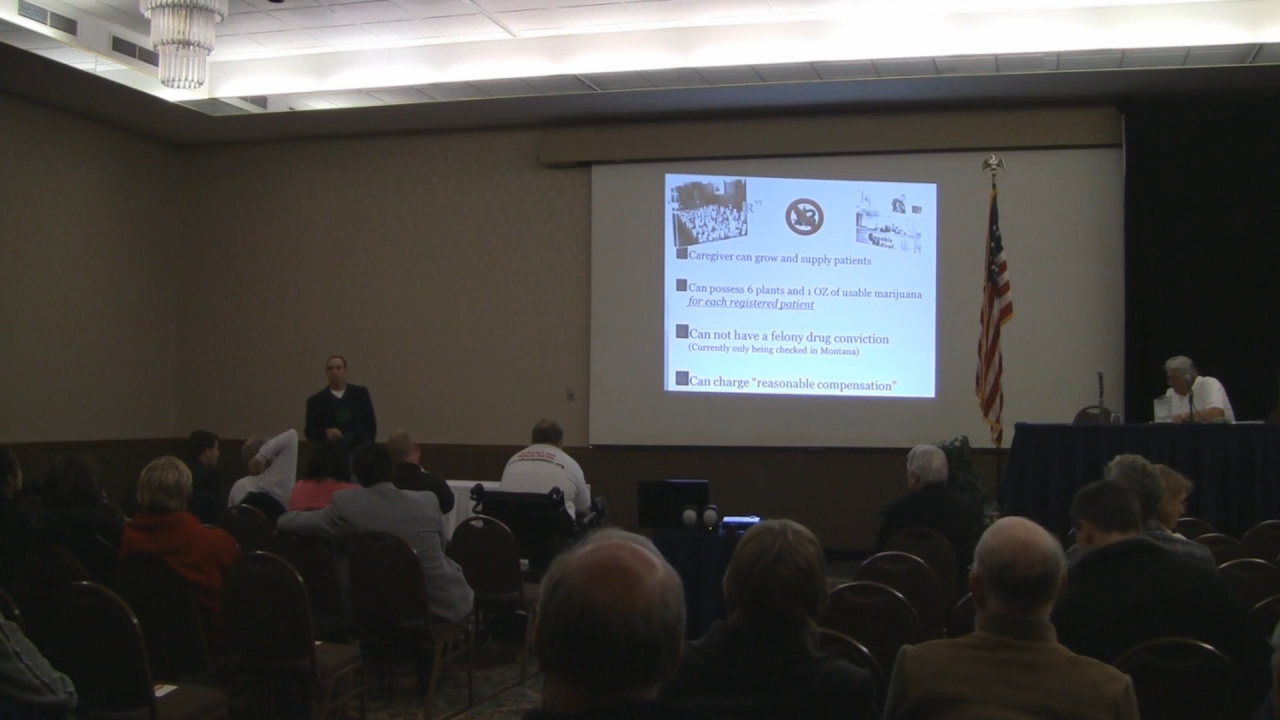 R”
Caregiver can grow and supply patients
Can possess 6 plants and 1 OZ of usable marijuana
for each registered patient
Can not have a felony drug conviction
(Currently only being checked in Montana)
Can charge "reasonable compensation"